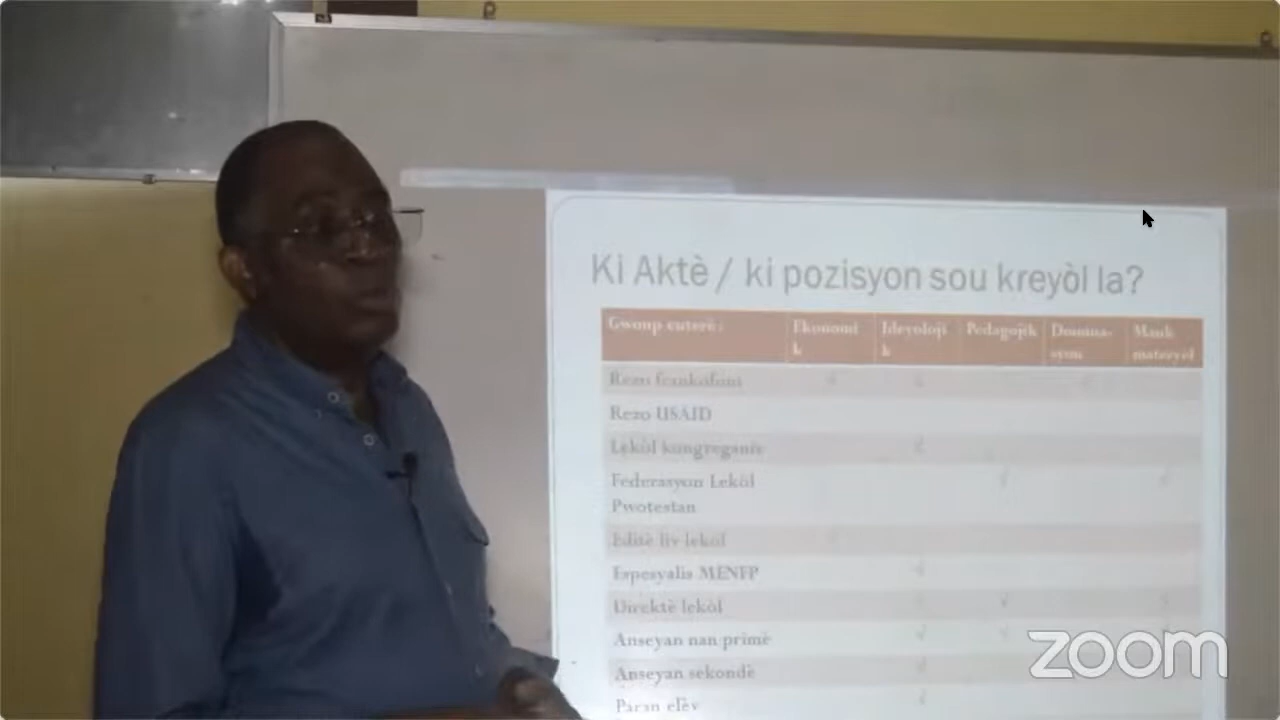 Ki Aktè / ki pozisyon sou kreyòl la?
Gwoup enterè: Ekonomi Ideyoloji Pedagojik Domina- Mank
k k syon materyèl
Rezo frankofoni
Rezo USAID
Lekòl kongreganis
Federasyon Lekòl
Pwotestan
Editè liv lekòl
Espesyalis MENFP
Direktè lekòl
Anseyan nan primè
Anseyan sekondè
Paran elèv
zoom